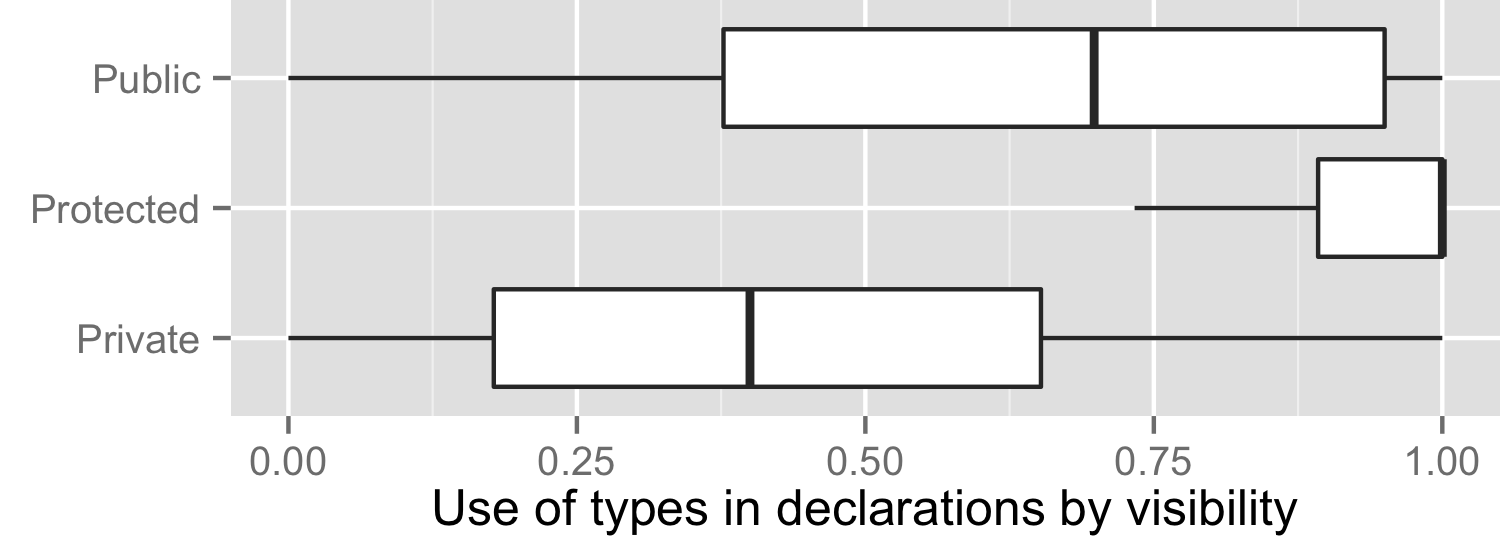 Public
Protected
Private
0.00 0.25 0.50 0.75 1.00
Use of types in declarations by visibility